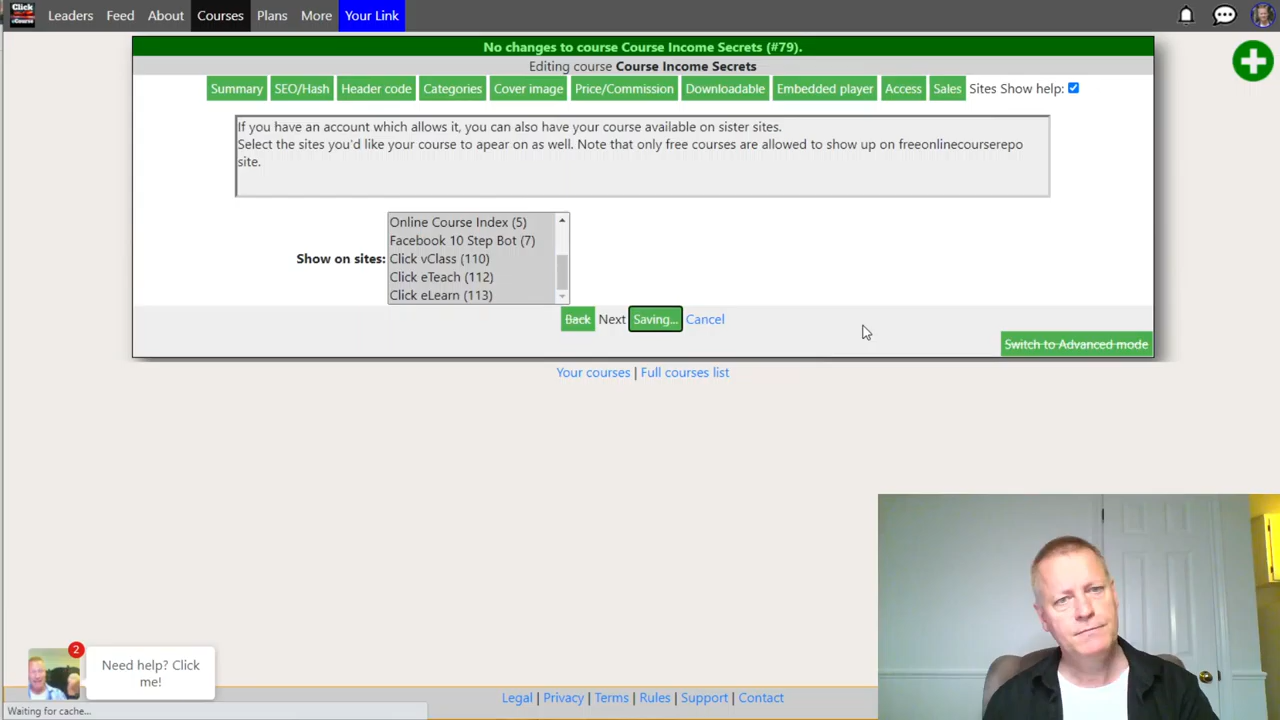 Click
eCourse
Leaders Feed About Courses Plans More Your Link
No changes to course Course Income Secrets (#79).
Editing course Course Income Secrets
Summary SEO/Hash Header code Categories Cover image Price/Commission Downloadable Embedded player Access Sales Sites Show help:
If you have an account which allows it, you can also have your course available on sister sites.
Select the sites you'd like your course to apear on as well. Note that only free courses are allowed to show up on freeonlinecourserepo
site.
Online Course Index (5)
Facebook 10 Step Bot (7)
Show on sites: Click vClass (110)
Click eTeach (112)
Click eLearn (113)
Back Next Saving... Cancel
Switch to Advanced mode
Your courses | Full courses list
2
Need help? Click
me!
Legal | Privacy | Terms | Rules | Support | Contact
Waiting for cache...